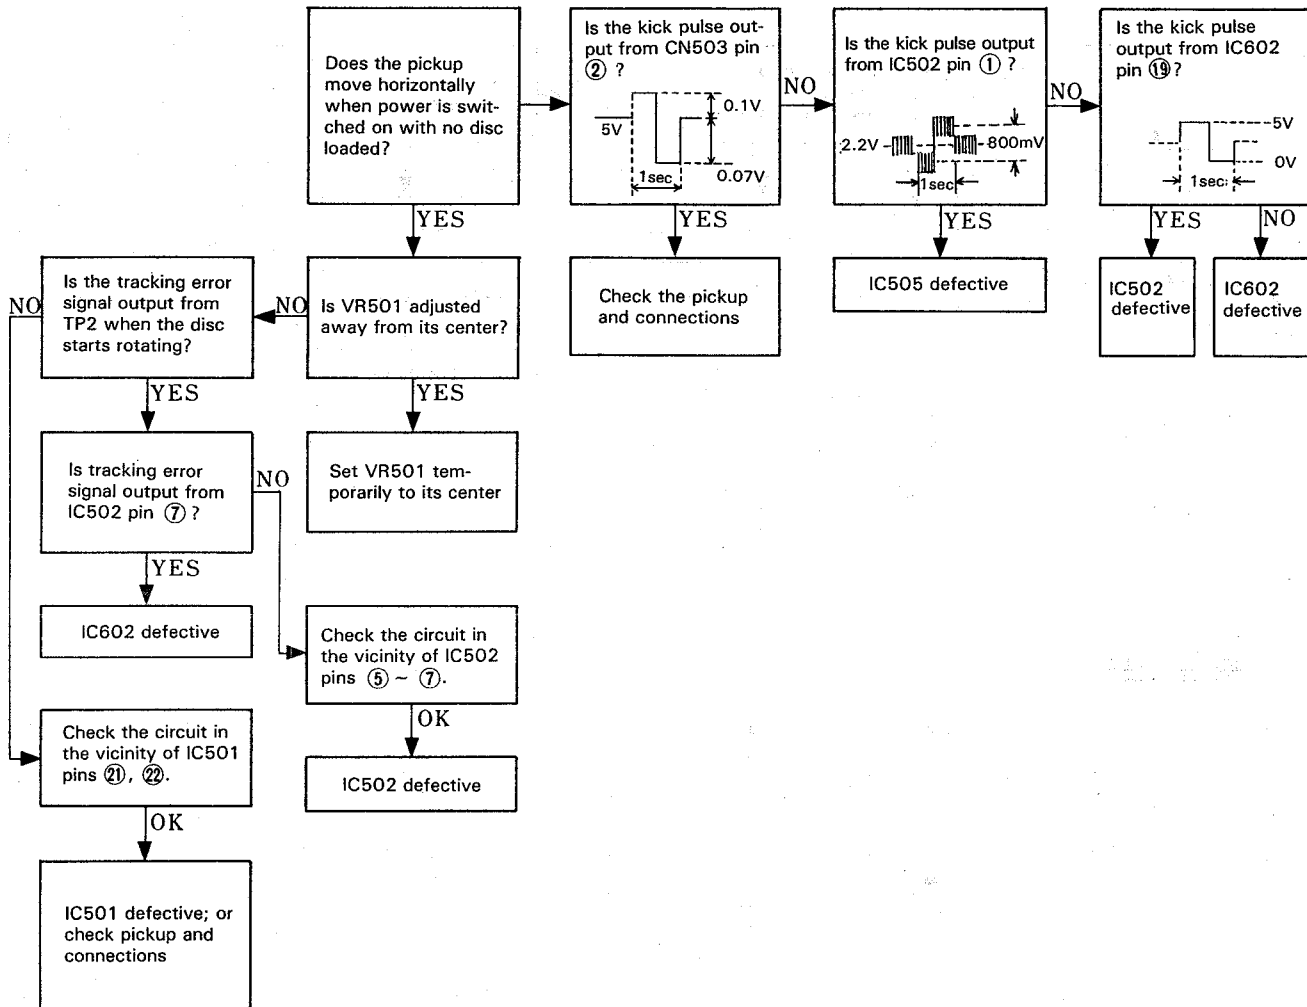 Does the pickup
move horizontally
when power is swit-
ched on with no disc
loaded?
Is the kick pulse out-
put from CN503 pin
② ?
5V
0.1V
1sec
0.07V
NO
Is the kick pulse output
from IC502 pin ① ?
2.2V
800mV
1sec
NO
Is the kick pulse
output from IC602
pin ⑲ ?
5V
0V
1sec
YES
YES
YES
YES
NO
Is the tracking error
signal output from
TP2 when the disc
starts rotating?
NO
NO
Is VR501 adjusted
away from its center?
Check the pickup
and connections
IC505 defective
IC502
defective
IC602
defective
YES
YES
Is tracking error
signal output from
IC502 pin ⑦ ?
NO
Set VR501 tem-
porarily to its center
YES
IC602 defective
Check the circuit in
the vicinity of IC502
pins ⑤ ~ ⑦.
OK
IC502 defective
Check the circuit in
the vicinity of IC501
pins ㉑, ㉒.
OK
IC501 defective; or
check pickup and
connections